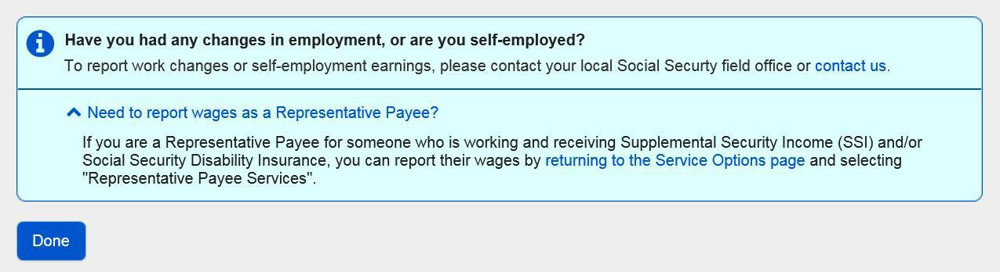 Have you had any changes in employment, or are you self-employed?
To report work changes or self-employment earnings, please contact your local Social Securty field office or contact us.
Need to report wages as a Representative Payee?
If you are a Representative Payee for someone who is working and receiving Supplemental Security Income (SSI) and/or
Social Security Disability Insurance, you can report their wages by returning to the Service Options page and selecting
"Representative Payee Services".
Done